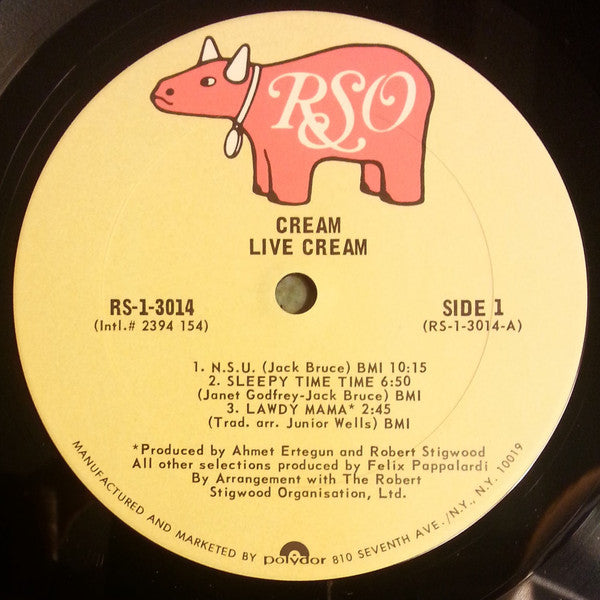 RSO
CREAM
LIVE CREAM
RS-1-3014
(Intl.# 2394 154)
SIDE 1
(RS-1-3014-A)
1. N.S.U. (Jack Bruce) BMI 10:15
2. SLEEPY TIME TIME 6:50
(Janet Godfrey-Jack Bruce) BMI
3. LAWDY MAMA* 2:45
(Trad. arr. Junior Wells) BMI
*Produced by Ahmet Ertegun and Robert Stigwood
All other selections produced by Felix Pappalardi
By Arrangement with The Robert
Stigwood Organisation, Ltd.
MANUFACTURED AND MARKETED BY polydor 810 SEVENTH AVE./N.Y., N.Y. 10019